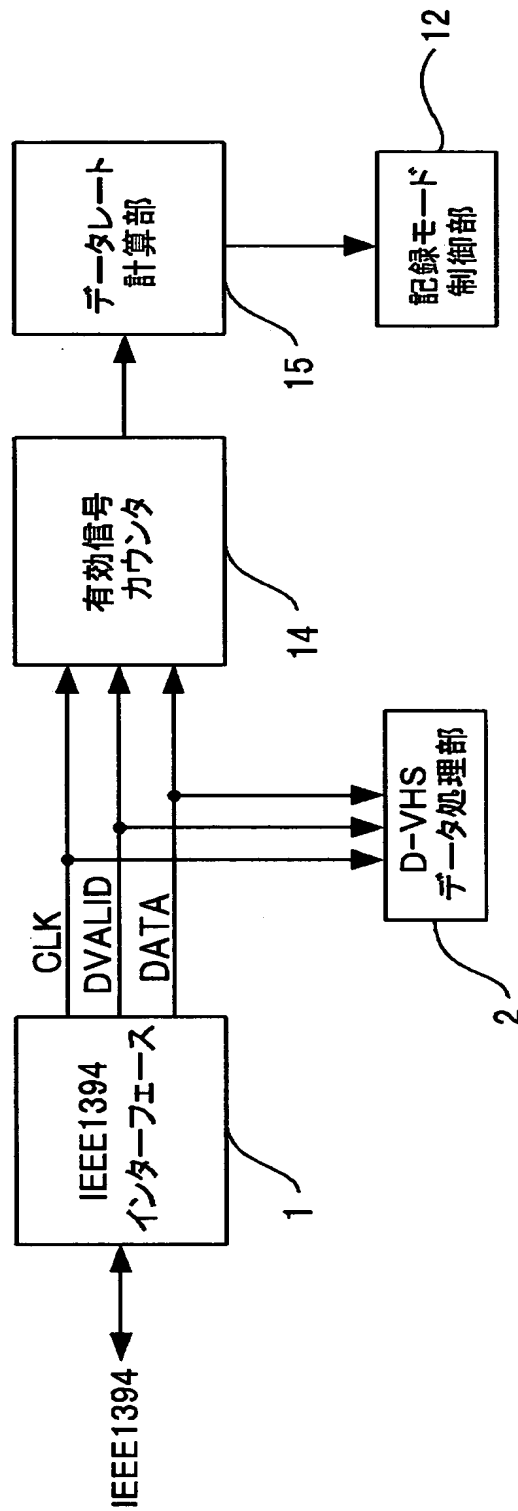 IEEE1394
IEEE1394
インターフェース
1
CLK
DVALID
DATA
有効信号
カウンタ
14
データレート
計算部
15
D-VHS
データ処理部
2
記録モード
制御部
12